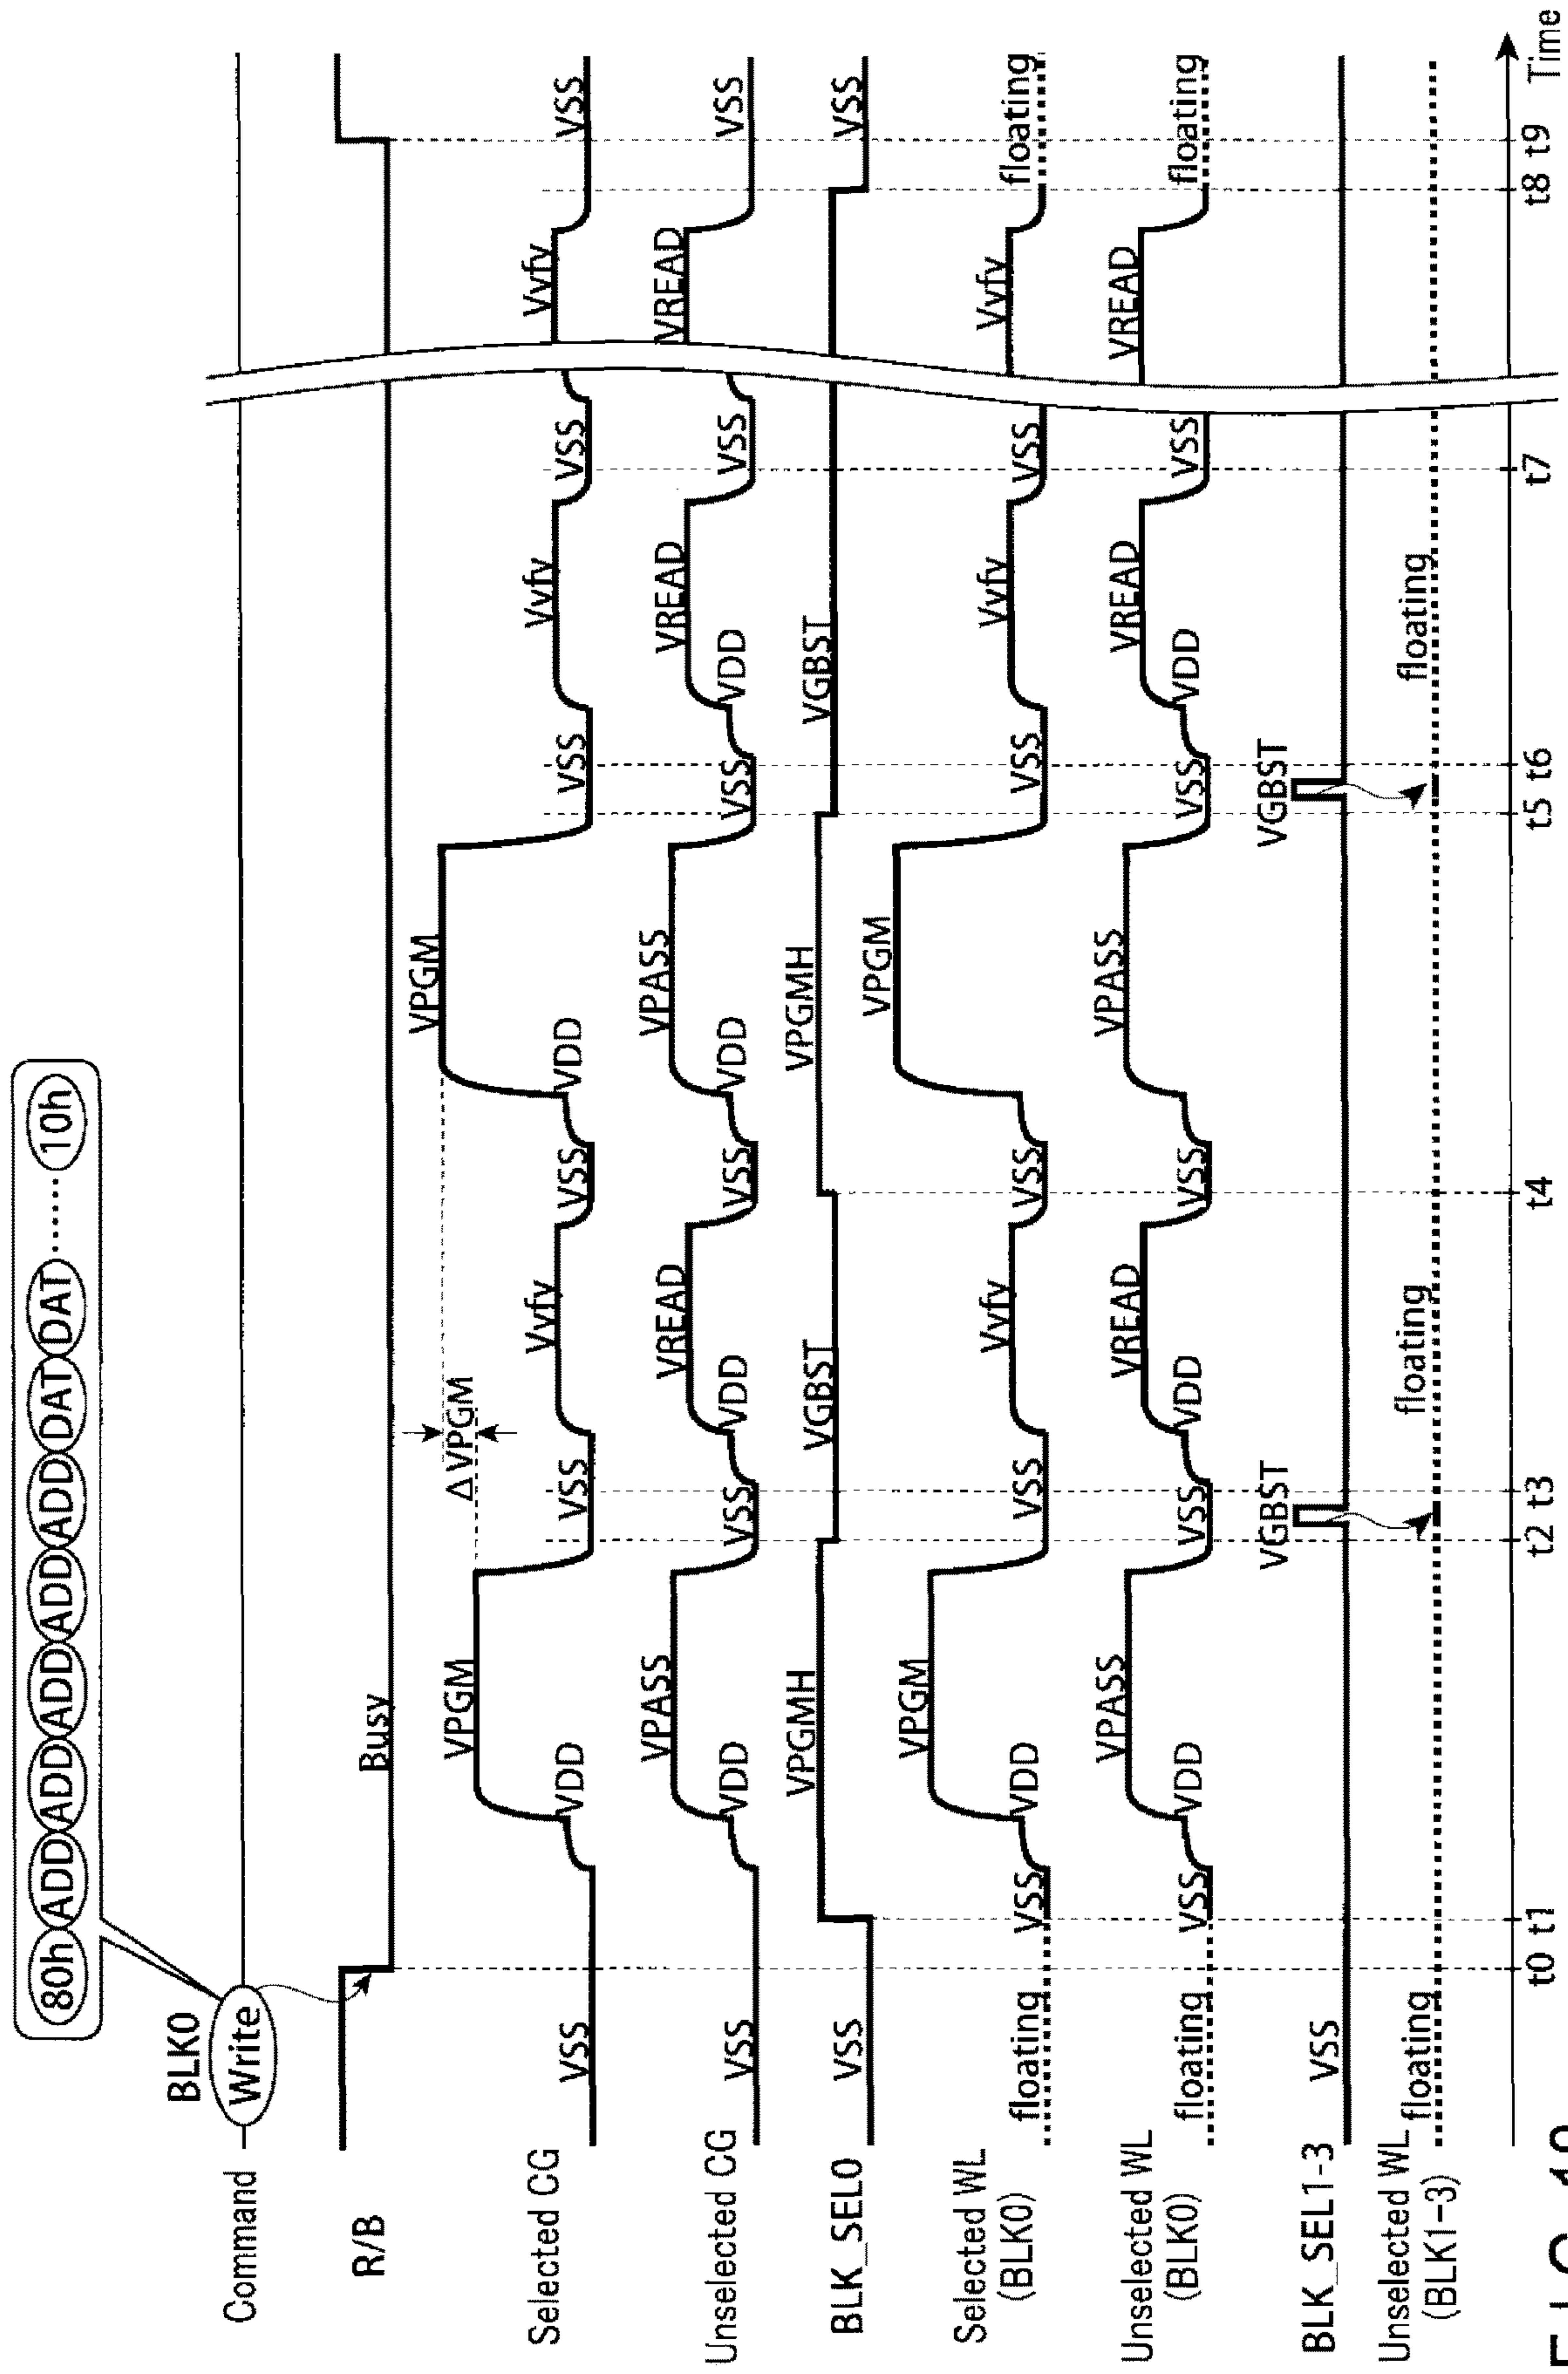 80h ADD ADD ADD ADD ADD DAT DAT ······ 10h
BLK0
Command Write
R/B Busy
ΔVPGM
Selected CG VSS VDD VPGM VSS Vvfy VSS VDD VPGM VSS Vvfy VSS Vvfy VSS
Unselected CG VSS VDD VPASS VSS VDD VREAD VSS VDD VPASS VSS VDD VREAD VSS VREAD VSS
BLK_SEL0 VSS VPGMH VGBST VPGMH VGBST VSS
Selected WL
(BLK0)
floating VSS VDD VPGM VSS Vvfy VSS VPGM VSS Vvfy VSS Vvfy floating
Unselected WL
(BLK0)
floating VSS VDD VPASS VSS VDD VREAD VSS VPASS VSS VDD VREAD VSS VREAD floating
BLK_SEL1-3 VSS VGBST VGBST
Unselected WL
(BLK1-3)
floating floating floating
t0 t1 t2 t3 t4 t5 t6 t7 t8 t9 Time